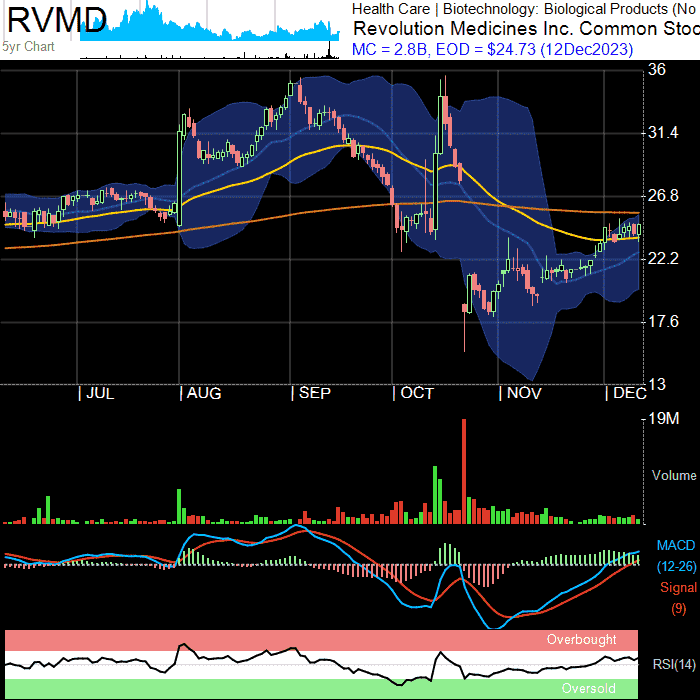 RVMD
5yr Chart
Health Care | Biotechnology: Biological Products (No
Revolution Medicines Inc. Common Stoc
MC = 2.8B, EOD = $24.73 (12Dec2023)
36
31.4
26.8
22.2
17.6
13
| JUL | AUG | SEP | OCT | NOV | DEC
19M
Volume
MACD
(12-26)
Signal
(9)
Overbought
RSI(14)
Oversold